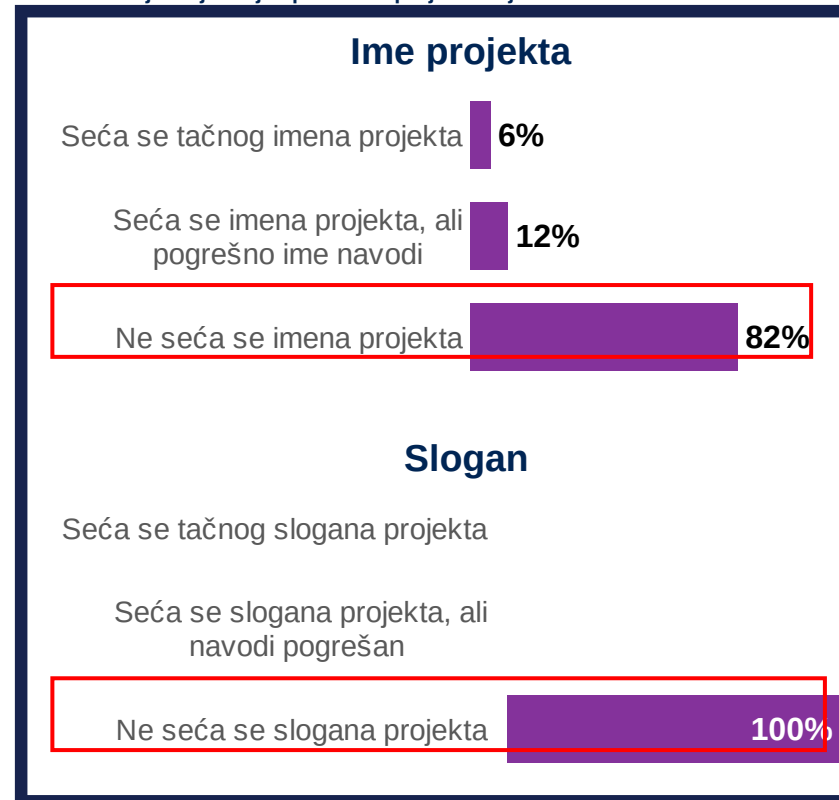 Ime projekta
Seća se tačnog imena projekta 6%
Seća se imena projekta, ali
pogrešno ime navodi 12%
Ne seća se imena projekta 82%
Slogan
Seća se tačnog slogana projekta
Seća se slogana projekta, ali
navodi pogrešan
Ne seća se slogana projekta 100%